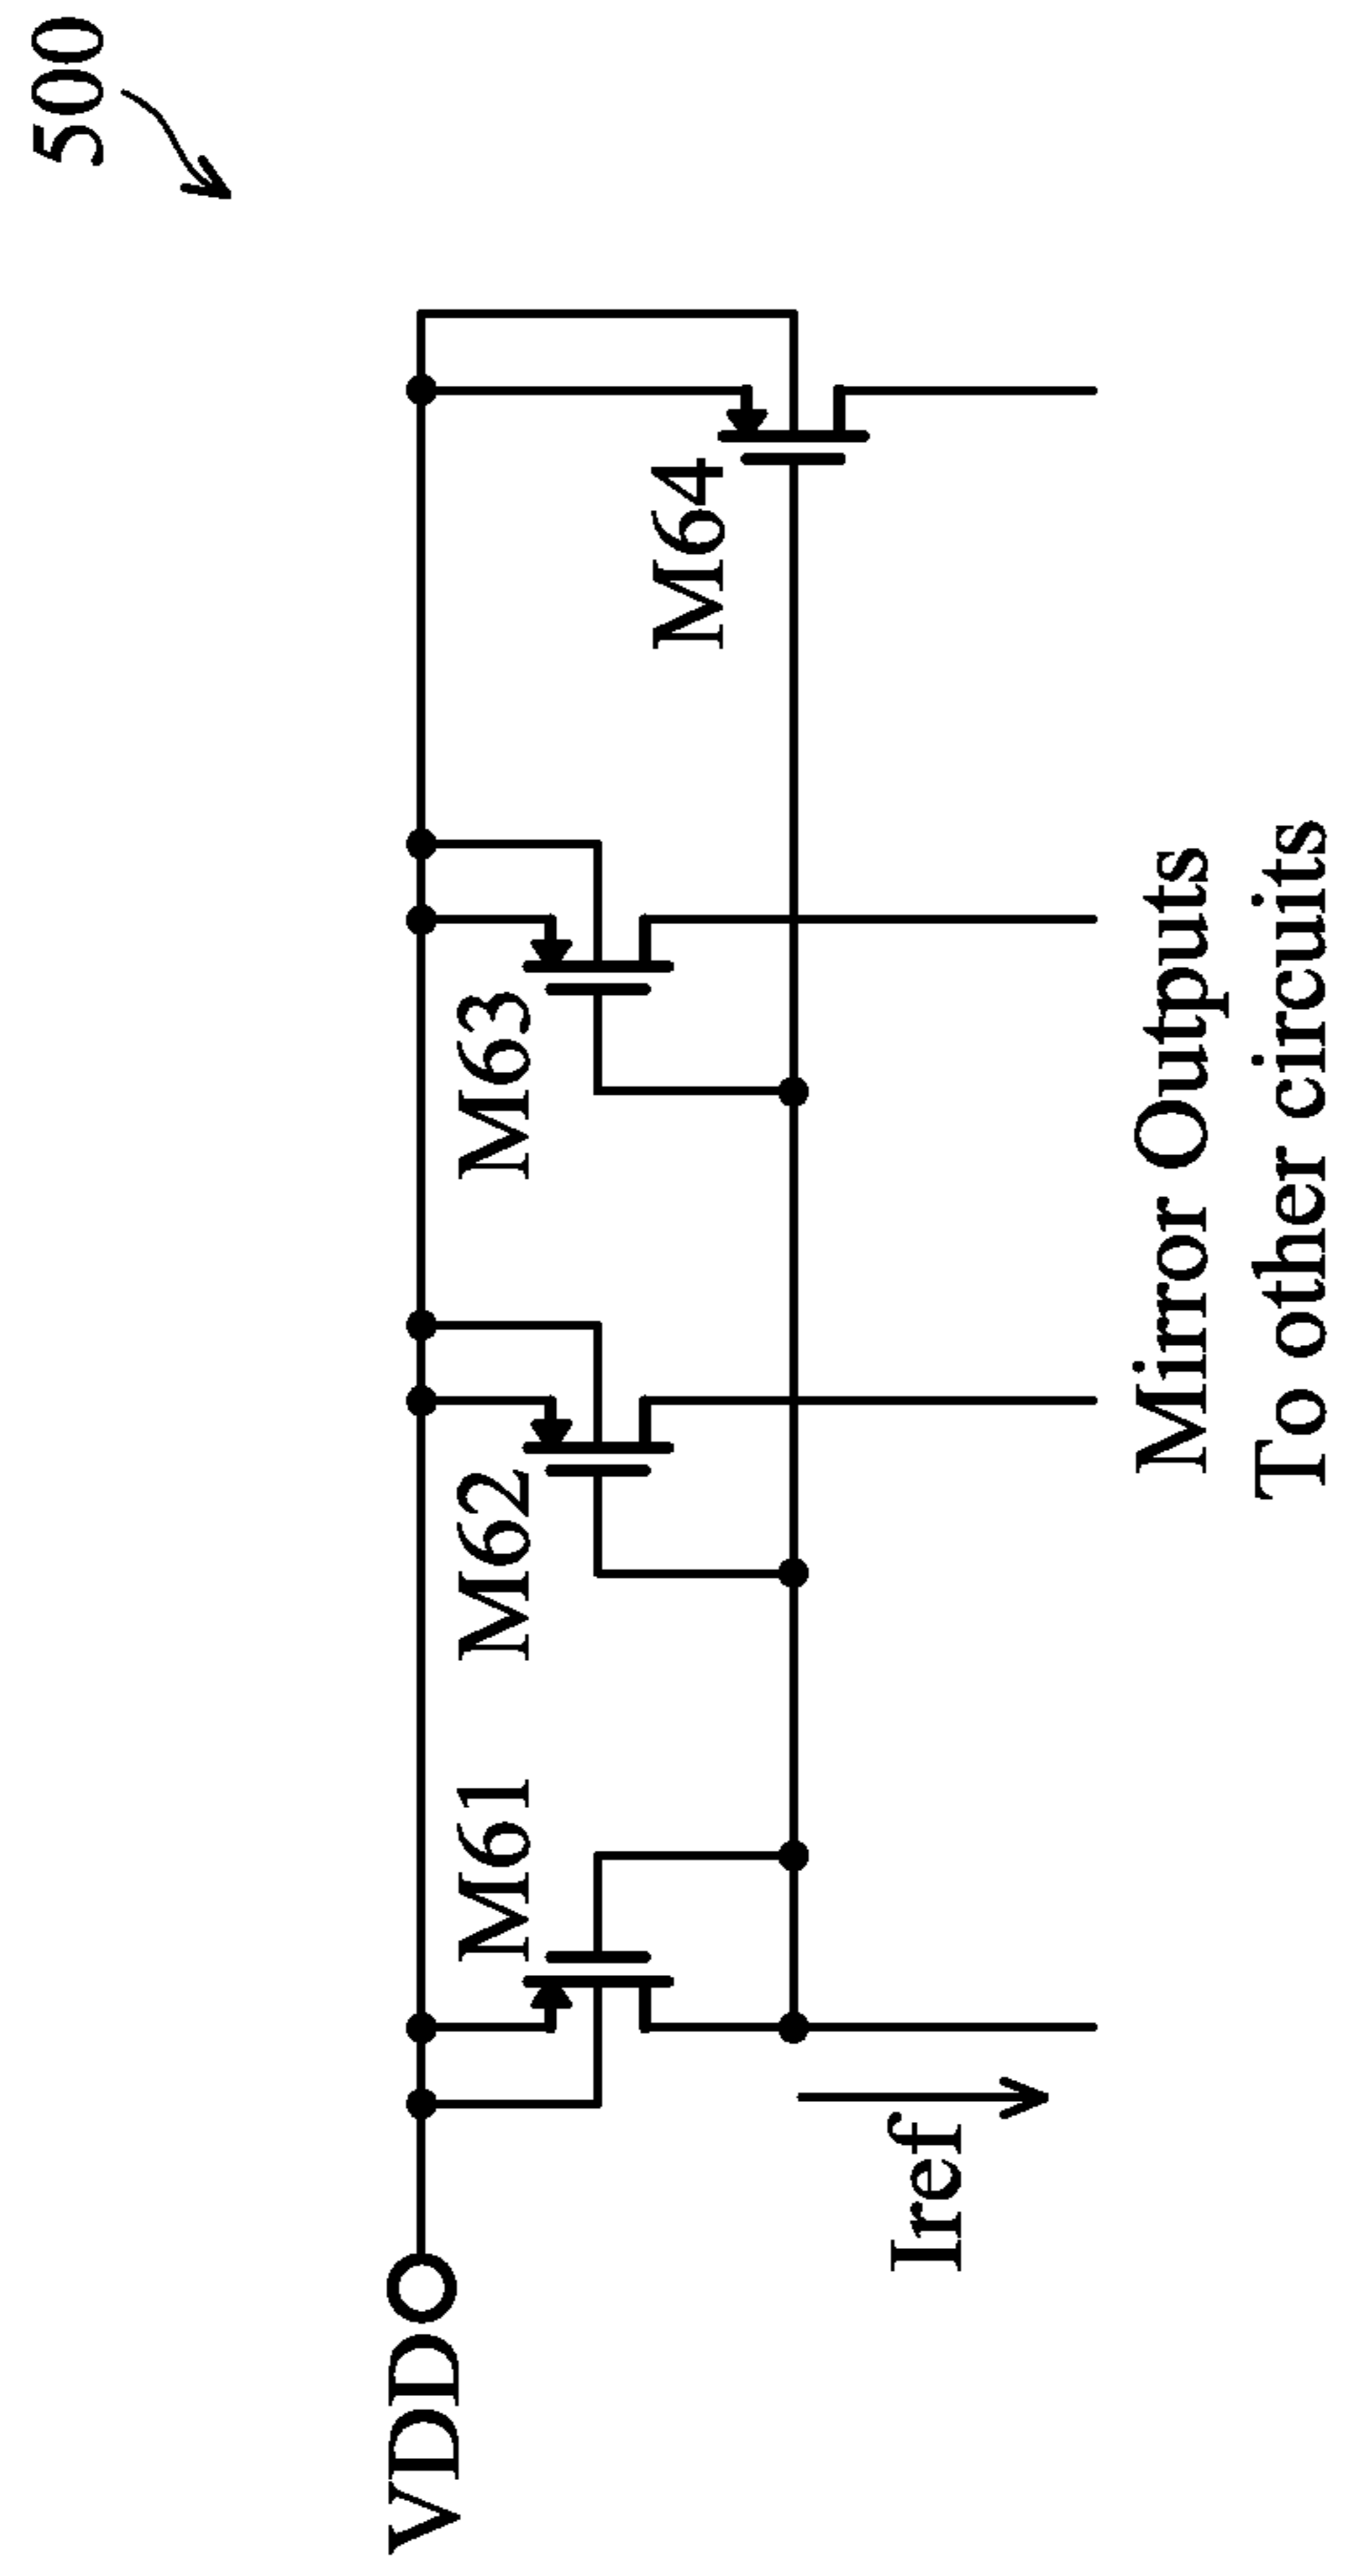 500
VDD
M61
M62
M63
M64
Iref
Mirror Outputs
To other circuits